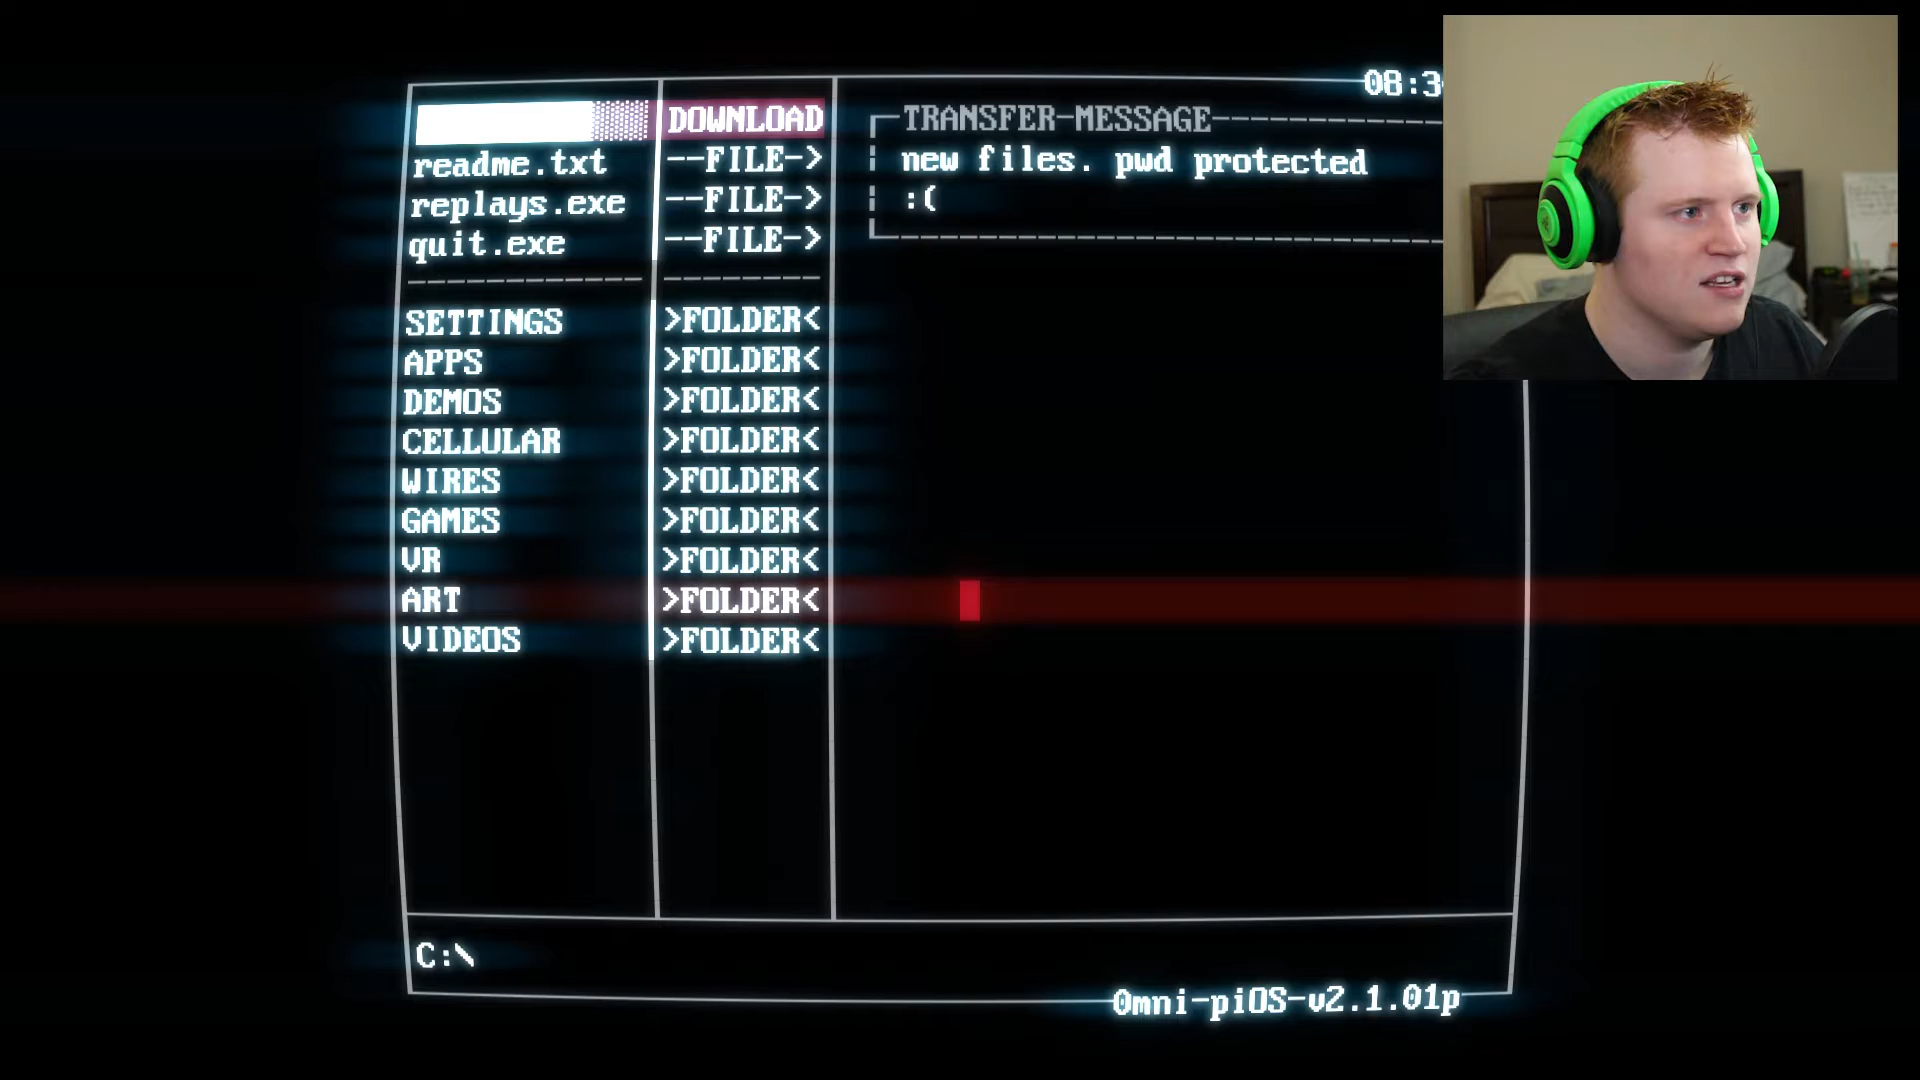 08:3
DOWNLOAD
TRANSFER-MESSAGE
readme.txt --FILE->
new files. pwd protected
replays.exe --FILE->
:(
quit.exe --FILE->
SETTINGS >FOLDER<
APPS >FOLDER<
DEMOS >FOLDER<
CELLULAR >FOLDER<
WIRES >FOLDER<
GAMES >FOLDER<
VR >FOLDER<
ART >FOLDER<
VIDEOS >FOLDER<
C:\
0mni-piOS-v2.1.01p